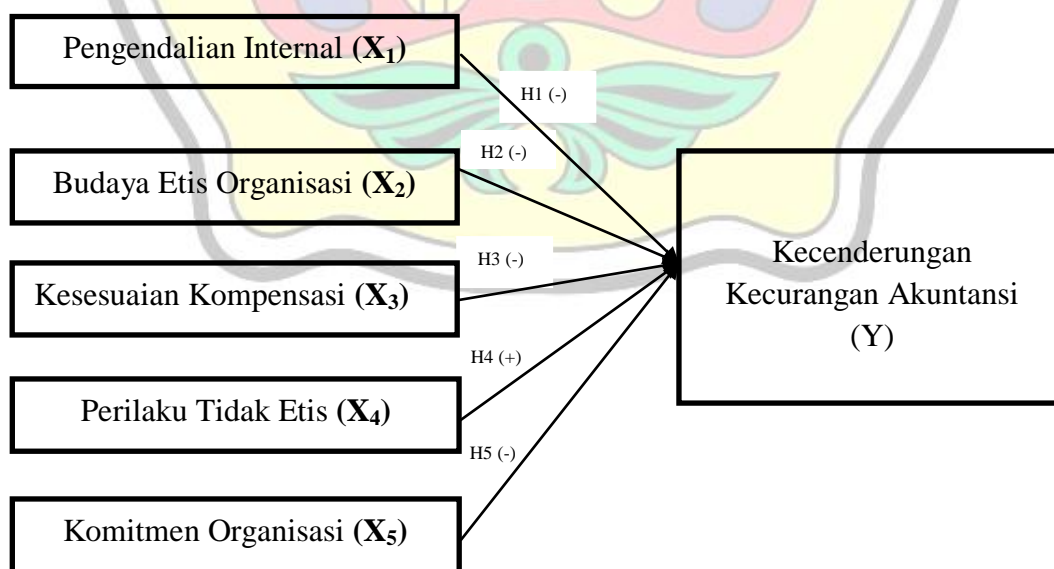 Pengendalian Internal (X₁)
H1 (-)
H2 (-)
Budaya Etis Organisasi (X₂)
H3 (-)
Kecenderungan
Kecurangan Akuntansi
(Y)
Kesesuaian Kompensasi (X₃)
H4 (+)
Perilaku Tidak Etis (X₄)
H5 (-)
Komitmen Organisasi (X₅)